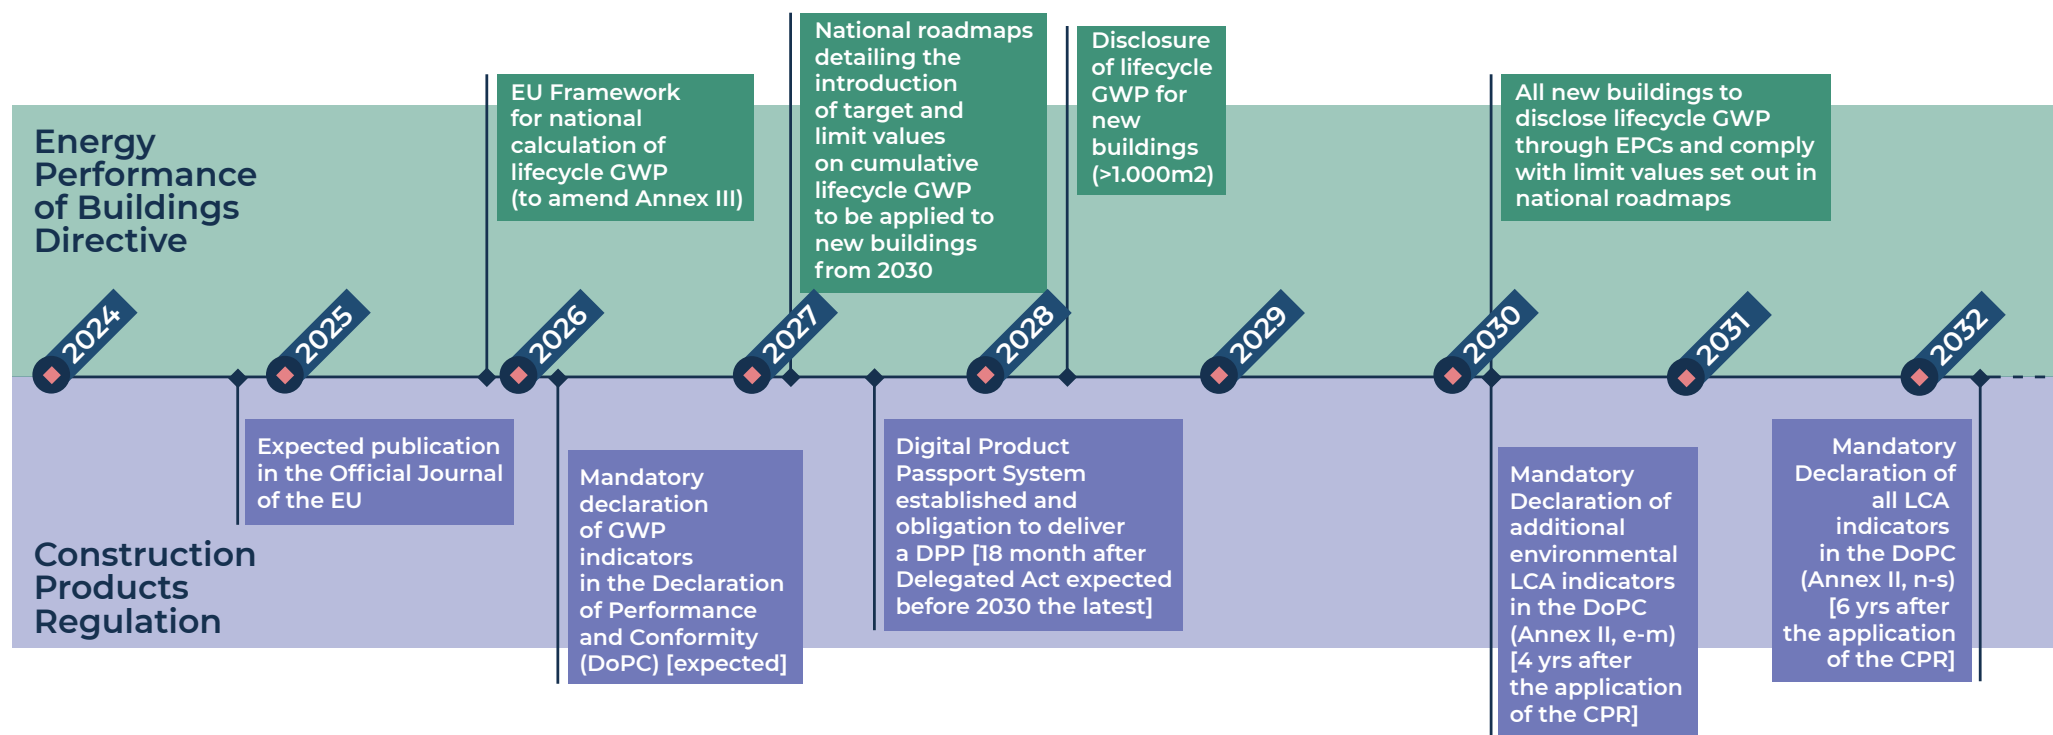 Energy
Performance
of Buildings
Directive
EU Framework
for national
calculation of
lifecycle GWP
(to amend Annex III)
National roadmaps
detailing the
introduction
of target and
limit values
on cumulative
lifecycle GWP
to be applied to
new buildings
from 2030
Disclosure
of lifecycle
GWP for
new
buildings
(>1.000m2)
All new buildings to
disclose lifecycle GWP
through EPCs and comply
with limit values set out in
national roadmaps
2024
2025
2026
2027
2028
2029
2030
2031
2032
Construction
Products
Regulation
Expected publication
in the Official Journal
of the EU
Mandatory
declaration
of GWP
indicators
in the Declaration
of Performance
and Conformity
(DoPC) [expected]
Digital Product
Passport System
established and
obligation to deliver
a DPP [18 month after
Delegated Act expected
before 2030 the latest]
Mandatory
Declaration of
additional
environmental
LCA indicators
in the DoPC
(Annex II, e-m)
[4 yrs after
the application
of the CPR]
Mandatory
Declaration of
all LCA
indicators
in the DoPC
(Annex II, n-s)
[6 yrs after
the application
of the CPR]